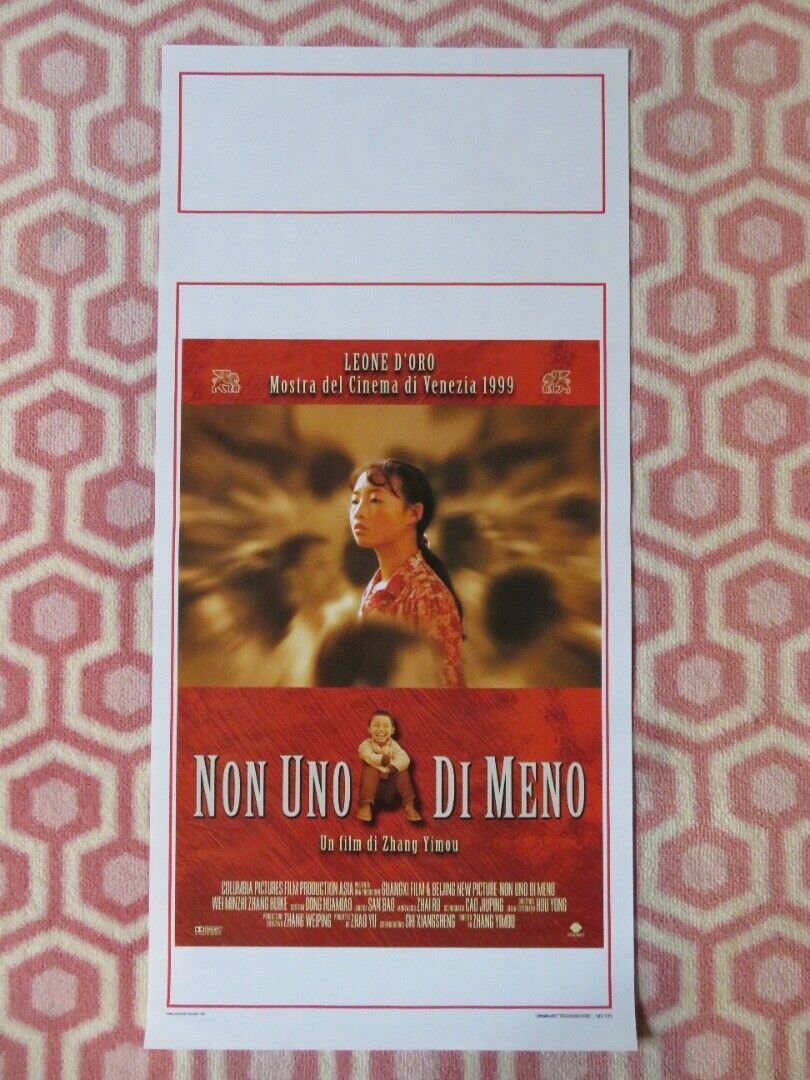 LEONE D'ORO
Mostra del Cinema di Venezia 1999
NON UNO DI MENO
Un film di Zhang Yimou
COLUMBIA PICTURES FILM PRODUCTION ASIA GUANGXI FILM & BEIJING NEW PICTURE NON UNO DI MENO
WEI MINZHI ZHANG HUIKE DONG HUAMIAO SAN BAO ZHAI RU CAO JIUPING HOU YONG
ZHANG WEIPING ZHAO YU SHI XIANGSHENG ZHANG YIMOU